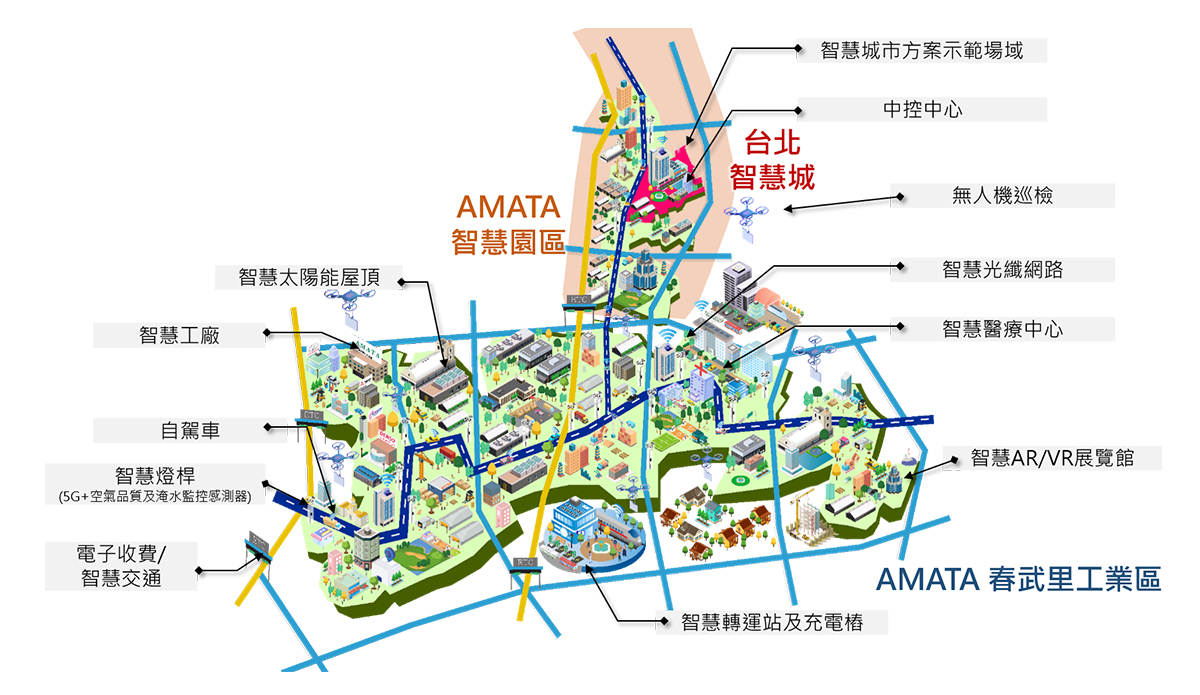 智慧城市方案示範場域
中控中心
台北
智慧城
無人機巡檢
AMATA
智慧園區
智慧光纖網路
智慧太陽能屋頂
智慧工廠
AMATA
智慧醫療中心
自駕車
智慧AR/VR展覽館
智慧燈桿
(5G+空氣品質及淹水監控感測器)
電子收費/
智慧交通
AMATA 春武里工業區
智慧轉運站及充電樁